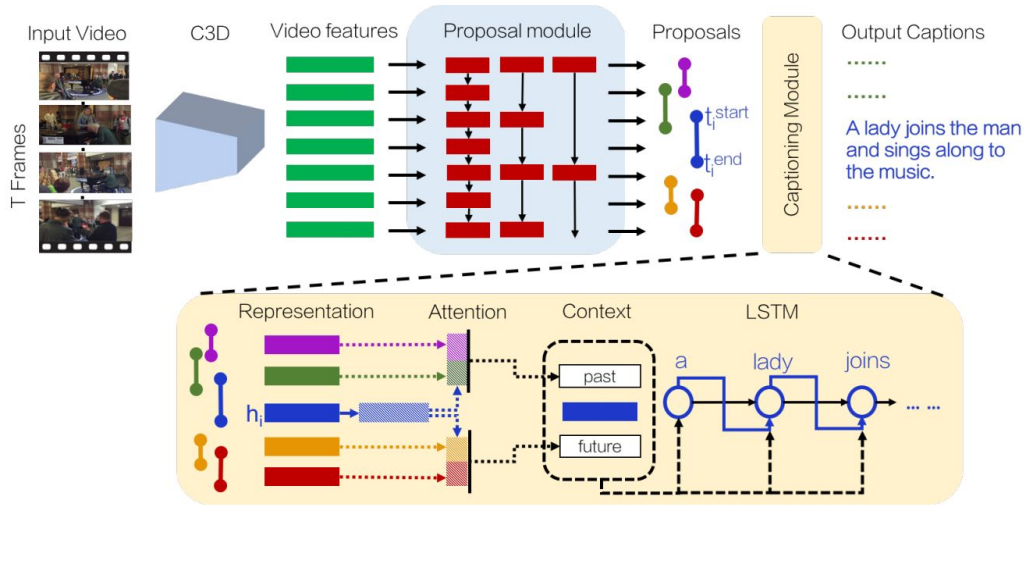 Input Video
C3D
Video features
Proposal module
Proposals
Captioning Module
Output Captions
T Frames
t_i^start
t_i^end
......
......
A lady joins the man
and sings along to
the music.
......
......
Representation
Attention
Context
LSTM
h_i
past
future
a
lady
joins
... ...